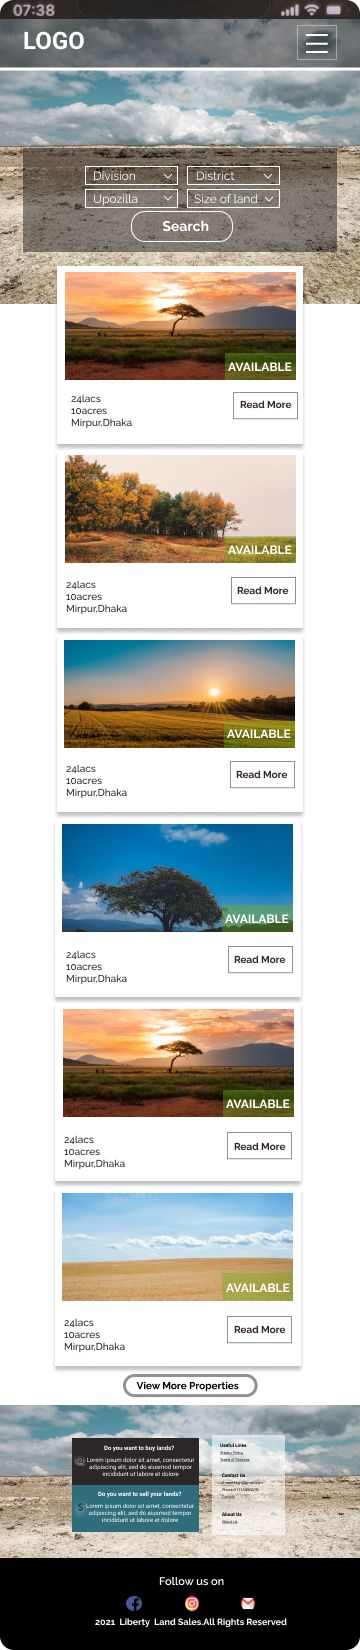 07:38
LOGO
Division
District
Upozilla
Size of land
Search
AVAILABLE
24lacs
10acres
Mirpur,Dhaka
Read More
AVAILABLE
24lacs
10acres
Mirpur,Dhaka
Read More
AVAILABLE
24lacs
10acres
Mirpur,Dhaka
Read More
AVAILABLE
24lacs
10acres
Mirpur,Dhaka
Read More
AVAILABLE
24lacs
10acres
Mirpur,Dhaka
Read More
AVAILABLE
24lacs
10acres
Mirpur,Dhaka
Read More
View More Properties
Do you want to buy lands?
Lorem ipsum dolor sit amet, consectetur
adipiscing elit, sed do eiusmod tempor
incididunt ut labore et dolore
Do you want to sell your lands?
Lorem ipsum dolor sit amet, consectetur
adipiscing elit, sed do eiusmod tempor
incididunt ut labore et dolore
Useful Links
Privacy Policy
Terms of Services
Contact Us
Contacts
About Us
About Us
Follow us on
2021 Liberty Land Sales.All Rights Reserved